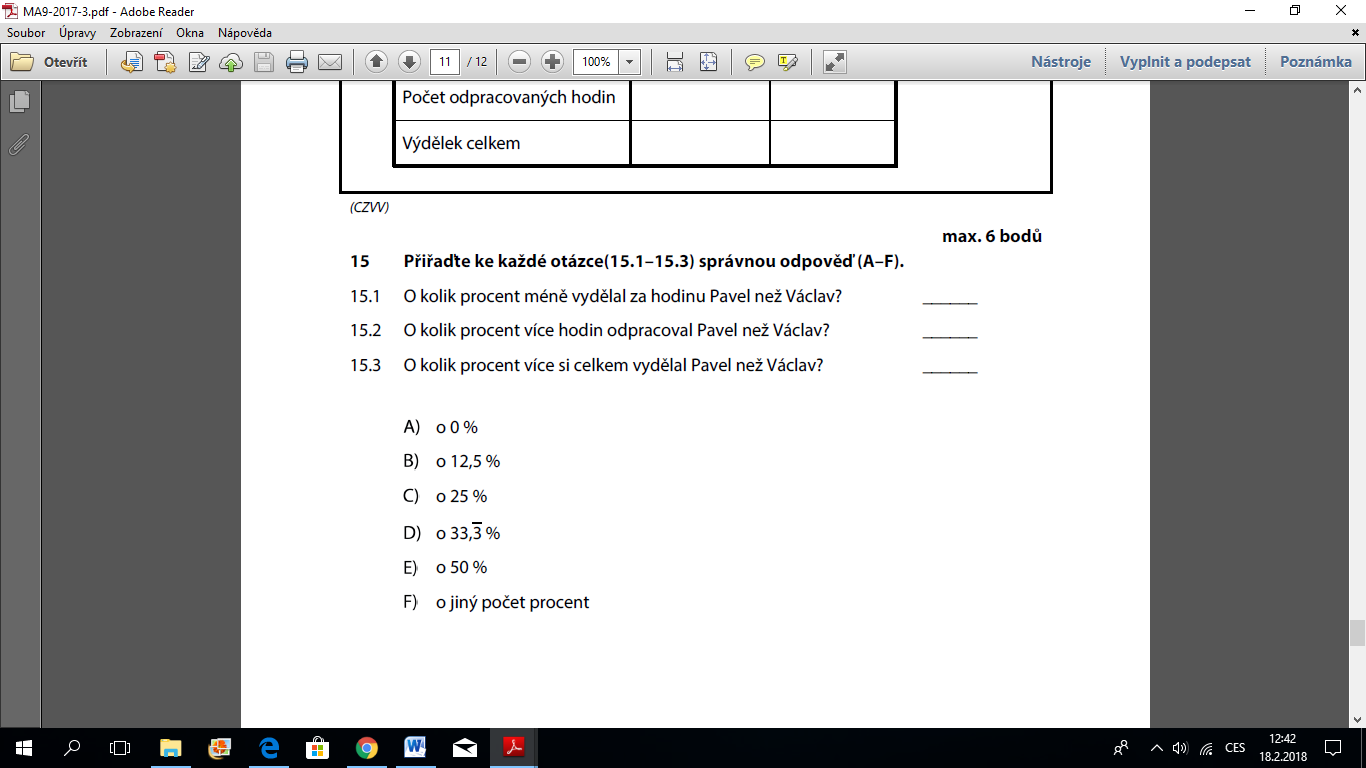 MA9-2017-3.pdf - Adobe Reader
Soubor Úpravy Zobrazení Okna Nápověda
Otevřít 11 / 12 100% Nástroje Vyplnit a podepsat Poznámka
Počet odpracovaných hodin
Výdělek celkem
(CZVV)
max. 6 bodů
15 Přiřaďte ke každé otázce(15.1–15.3) správnou odpověď (A–F).
15.1 O kolik procent méně vydělal za hodinu Pavel než Václav? ______
15.2 O kolik procent více hodin odpracoval Pavel než Václav? ______
15.3 O kolik procent více si celkem vydělal Pavel než Václav? ______
A) o 0 %
B) o 12,5 %
C) o 25 %
D) o 33,3̅ %
E) o 50 %
F) o jiný počet procent
CES
12:42
18.2.2018